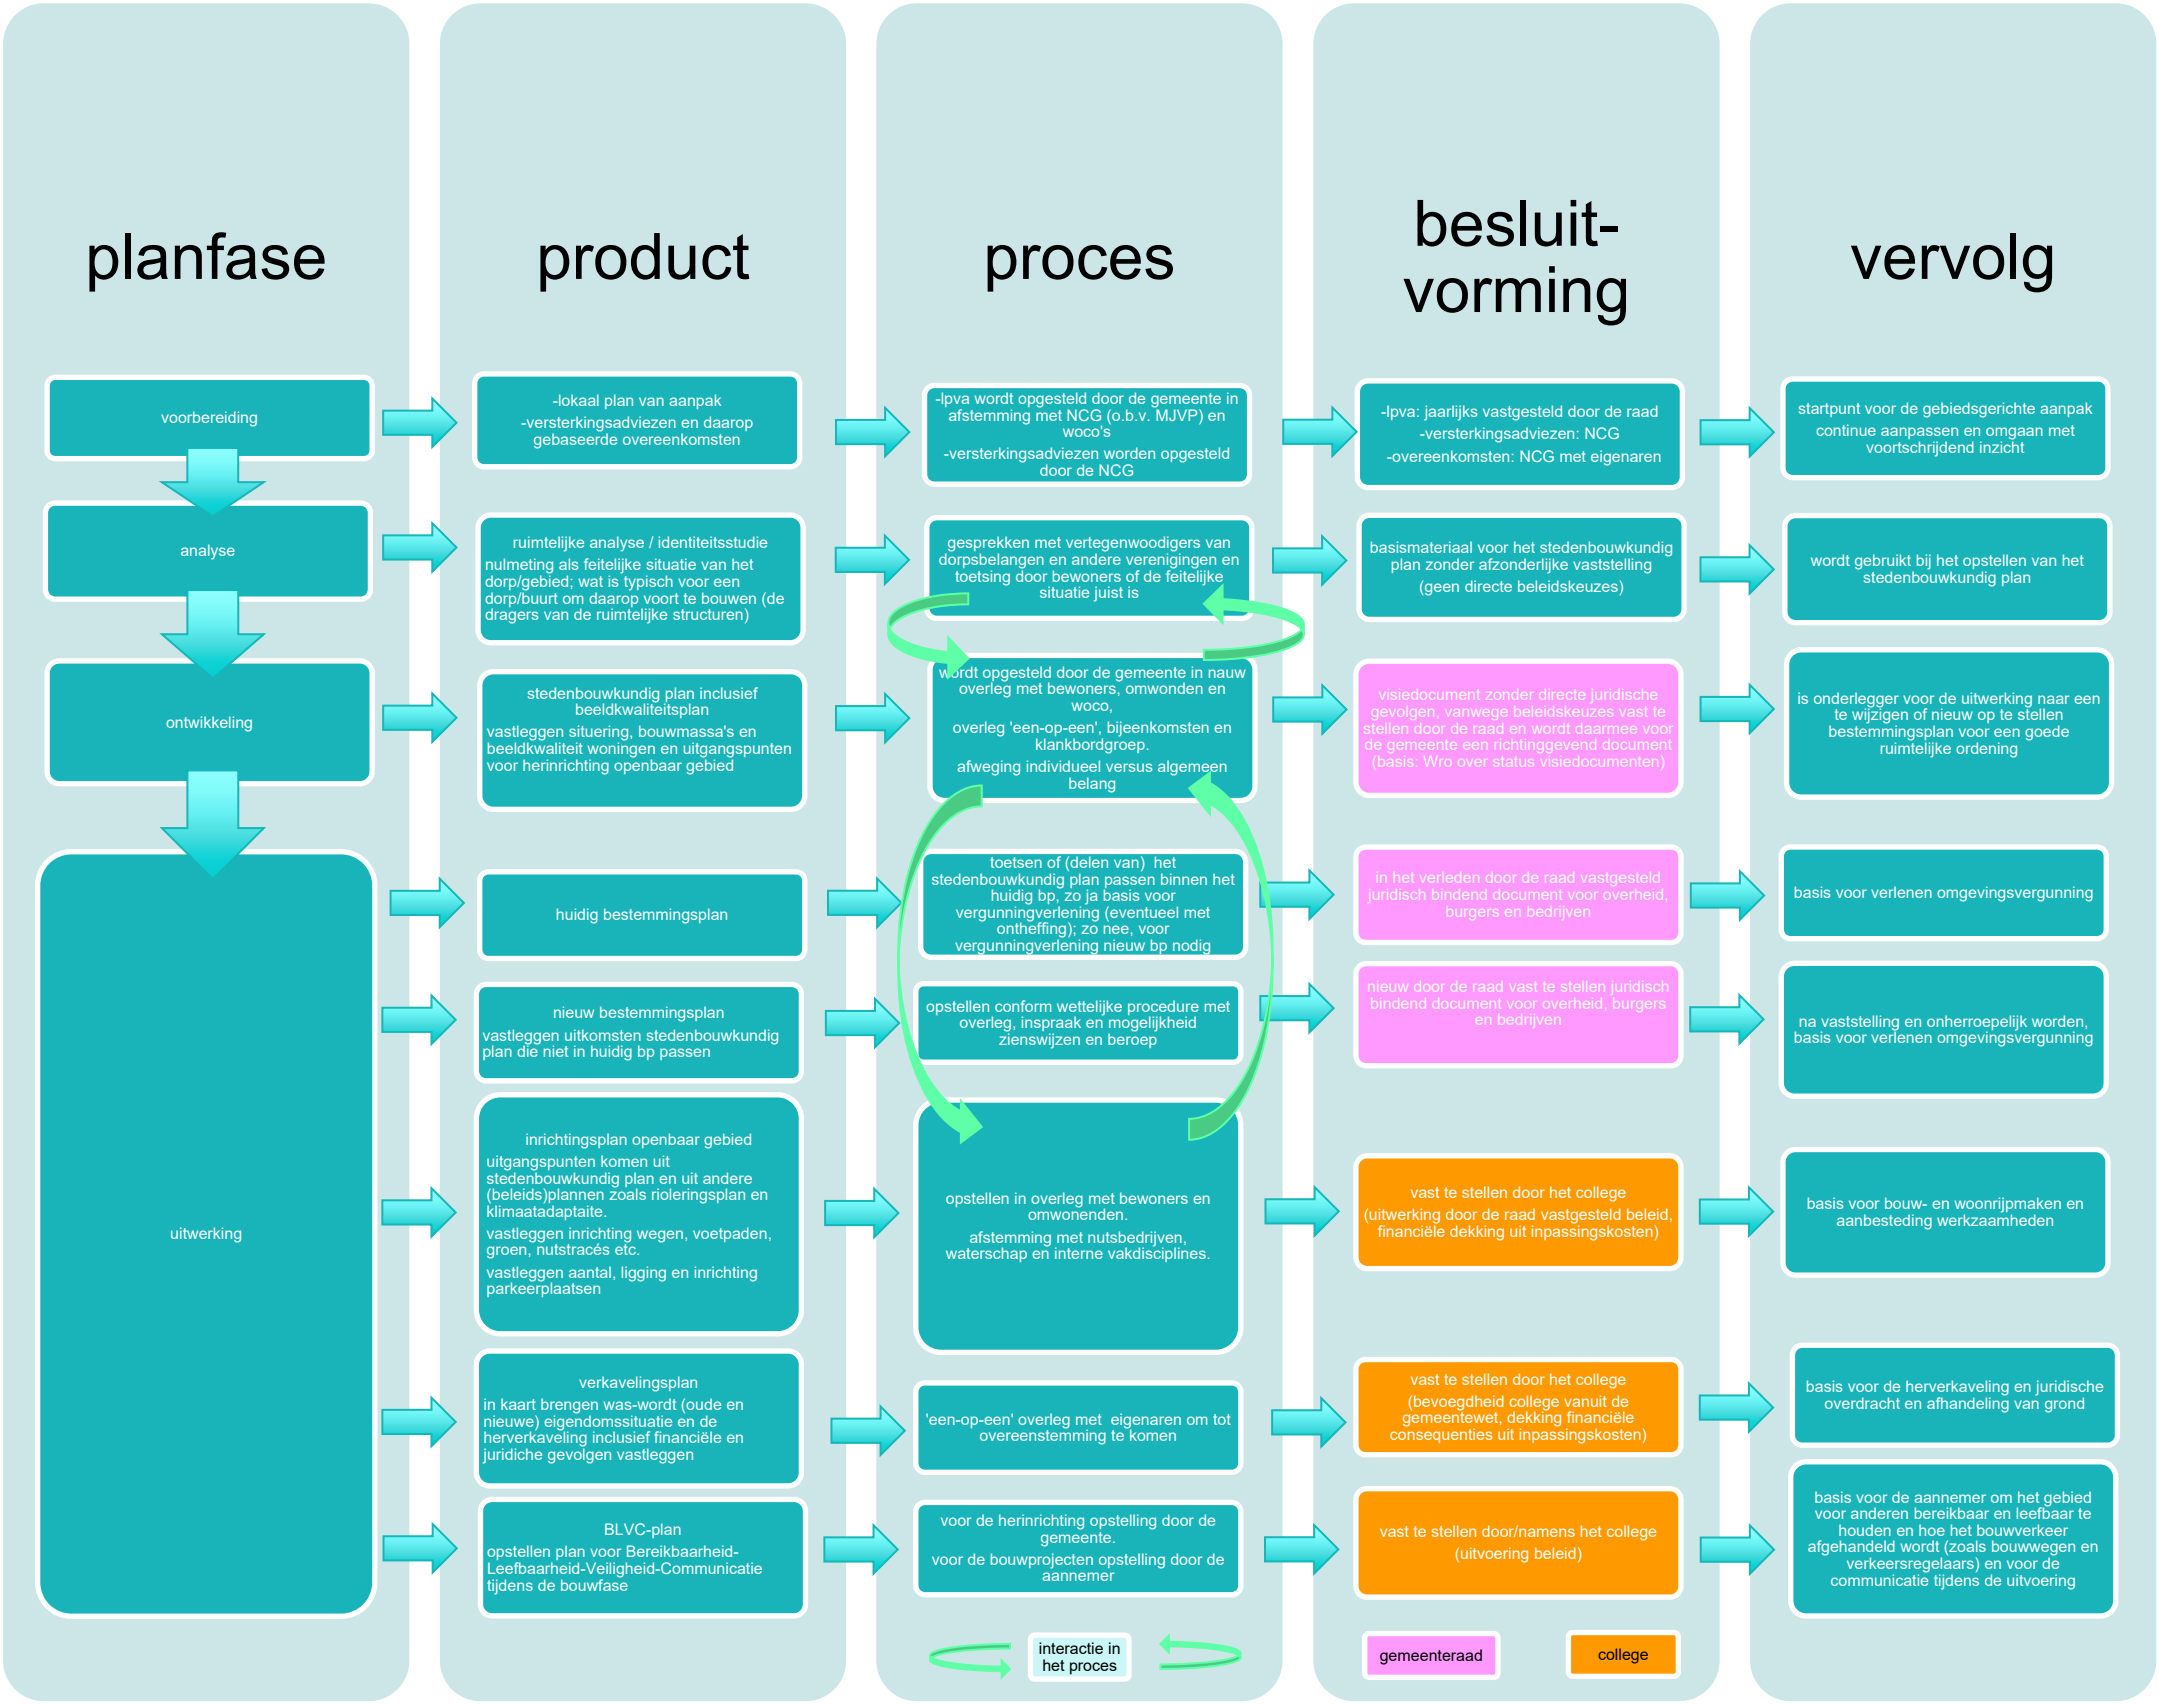 planfase
product
proces
besluit-
vorming
vervolg
voorbereiding
-lokaal plan van aanpak
-versterkingsadviezen en daarop
gebaseerde overeenkomsten
-lpva wordt opgesteld door de gemeente in
afstemming met NCG (o.b.v. MJVP) en
woco's
-versterkingsadviezen worden opgesteld
door de NCG
-lpva: jaarlijks vastgesteld door de raad
-versterkingsadviezen: NCG
-overeenkomsten: NCG met eigenaren
startpunt voor de gebiedsgerichte aanpak
continue aanpassen en omgaan met
voortschrijdend inzicht
analyse
ruimtelijke analyse / identiteitsstudie
nulmeting als feitelijke situatie van het
dorp/gebied; wat is typisch voor een
dorp/buurt om daarop voort te bouwen (de
dragers van de ruimtelijke structuren)
gesprekken met vertegenwoodigers van
dorpsbelangen en andere verenigingen en
toetsing door bewoners of de feitelijke
situatie juist is
basismateriaal voor het stedenbouwkundig
plan zonder afzonderlijke vaststelling
(geen directe beleidskeuzes)
wordt gebruikt bij het opstellen van het
stedenbouwkundig plan
ontwikkeling
stedenbouwkundig plan inclusief
beeldkwaliteitsplan
vastleggen situering, bouwmassa's en
beeldkwaliteit woningen en uitgangspunten
voor herinrichting openbaar gebied
wordt opgesteld door de gemeente in nauw
overleg met bewoners, omwonden en
woco,
overleg 'een-op-een', bijeenkomsten en
klankbordgroep.
afweging individueel versus algemeen
belang
visiedocument zonder directe juridische
gevolgen, vanwege beleidskeuzes vast te
stellen door de raad en wordt daarmee voor
de gemeente een richtinggevend document
(basis: Wro over status visiedocumenten)
is onderlegger voor de uitwerking naar een
te wijzigen of nieuw op te stellen
bestemmingsplan voor een goede
ruimtelijke ordening
uitwerking
huidig bestemmingsplan
toetsen of (delen van)  het
stedenbouwkundig plan passen binnen het
huidig bp, zo ja basis voor
vergunningverlening (eventueel met
ontheffing); zo nee, voor
vergunningverlening nieuw bp nodig
in het verleden door de raad vastgesteld
juridisch bindend document voor overheid,
burgers en bedrijven
basis voor verlenen omgevingsvergunning
nieuw bestemmingsplan
vastleggen uitkomsten stedenbouwkundig
plan die niet in huidig bp passen
opstellen conform wettelijke procedure met
overleg, inspraak en mogelijkheid
zienswijzen en beroep
nieuw door de raad vast te stellen juridisch
bindend document voor overheid, burgers
en bedrijven
na vaststelling en onherroepelijk worden,
basis voor verlenen omgevingsvergunning
inrichtingsplan openbaar gebied
uitgangspunten komen uit
stedenbouwkundig plan en uit andere
(beleids)plannen zoals rioleringsplan en
klimaatadaptaite.
vastleggen inrichting wegen, voetpaden,
groen, nutstracés etc.
vastleggen aantal, ligging en inrichting
parkeerplaatsen
opstellen in overleg met bewoners en
omwonenden.
afstemming met nutsbedrijven,
waterschap en interne vakdisciplines.
vast te stellen door het college
(uitwerking door de raad vastgesteld beleid,
financiële dekking uit inpassingskosten)
basis voor bouw- en woonrijpmaken en
aanbesteding werkzaamheden
verkavelingsplan
in kaart brengen was-wordt (oude en
nieuwe) eigendomssituatie en de
herverkaveling inclusief financiële en
juridiche gevolgen vastleggen
'een-op-een' overleg met  eigenaren om tot
overeenstemming te komen
vast te stellen door het college
(bevoegdheid college vanuit de
gemeentewet, dekking financiële
consequenties uit inpassingskosten)
basis voor de herverkaveling en juridische
overdracht en afhandeling van grond
BLVC-plan
opstellen plan voor Bereikbaarheid-
Leefbaarheid-Veiligheid-Communicatie
tijdens de bouwfase
voor de herinrichting opstelling door de
gemeente.
voor de bouwprojecten opstelling door de
aannemer
vast te stellen door/namens het college
(uitvoering beleid)
basis voor de aannemer om het gebied
voor anderen bereikbaar en leefbaar te
houden en hoe het bouwverkeer
afgehandeld wordt (zoals bouwwegen en
verkeersregelaars) en voor de
communicatie tijdens de uitvoering
interactie in
het proces
gemeenteraad
college